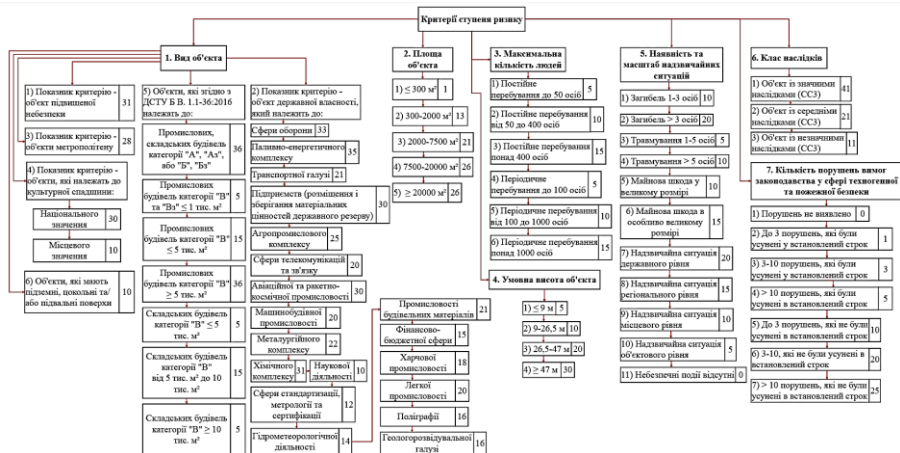 Критерії ступеня ризику
1. Вид об'єкта
1) Показник критерію -
об'єкт підвишеної
небезпеки
31
3) Показник критерію -
об'єкти метрополітену
28
4) Показник критерію -
об'єкти, які належать до
культурної спадщини:
Національного
значення
30
Місцевого
значення
10
6) Об'єкти, які мають
підземні, цокольні та/
або підвальні поверхи
10
5) Об'єкти, які згідно з
ДСТУ Б В. 1.1-36:2016
належать до:
Промислових,
складських будівель
категорії "А", "Аз",
або "Б", "Бз"
36
Промислових
будівель категорії "В"
та "Вз" ≤ 1 тис. м²
5
Промислових
будівель категорії "В"
≤ 5 тис. м²
15
Промислових
будівель категорії "В"
≥ 5 тис. м²
36
Складських будівель
категорії "В" ≤ 5
тис. м²
5
Складських будівель
категорії "В"
від 5 тис. м² до 10
тис. м²
15
Складських будівель
категорії "В" ≥ 10
тис. м²
5
2) Показник критерію -
об'єкт державної власності,
який належить до:
Сфери оборони
33
Паливно-енергетичного
комплексу
35
Транспортної галузі
21
Підприємств (розміщення і
зберігання матеріальних
цінностей державного резерву)
30
Агропромислового
комплексу
25
Сфери телекомунікацій
та зв'язку
20
Авіаційної та ракетно-
космічної промисловості
30
Машинобудівної
промисловості
20
Металургійного
комплексу
22
Хімічного
комплексу
31
Наукової
діяльності
10
Сфери стандартизації,
метрології та
сертифікації
12
Гідрометеорологічної
діяльності
14
Промисловості
будівельних матеріалів
21
Фінансово-
бюджетної сфери
15
Харчової
промисловості
18
Легкої
промисловості
20
Поліграфії
16
Геологорозвідувальної
галузі
16
2. Площа
об'єкта
1) ≤ 300 м²
1
2) 300-2000 м²
13
3) 2000-7500 м²
21
4) 7500-20000 м²
26
5) ≥ 20000 м²
26
3. Максимальна
кількість людей
1) Постійне
перебування до 50 осіб
5
2) Постійне перебування
від 50 до 400 осіб
10
3) Постійне перебування
понад 400 осіб
15
4) Періодичне
перебування до 100 осіб
5
5) Періодичне перебування
від 100 до 1000 осіб
10
6) Періодичне перебування
понад 1000 осіб
15
4. Умовна висота об'єкта
1) ≤ 9 м
5
2) 9-26,5 м
10
3) 26,5-47 м
20
4) ≥ 47 м
30
5. Наявність та
масштаб надзвичайних
ситуацій
1) Загибель 1-3 осіб
10
2) Загибель > 3 осіб
20
3) Травмування 1-5 осіб
5
4) Травмування > 5 осіб
10
5) Майнова шкода у
великому розмірі
10
6) Майнова шкода в
особливо великому
розмірі
15
7) Надзвичайна ситуація
державного рівня
20
8) Надзвичайна ситуація
регіонального рівня
15
9) Надзвичайна ситуація
місцевого рівня
10
10) Надзвичайна ситуація
об'єктового рівня
5
11) Небезпечні події відсутні
0
6. Клас наслідків
1) Об'єкт із значними
наслідками (СС3)
41
2) Об'єкт із середніми
наслідками (СС3)
21
3) Об'єкт із незначними
наслідками (СС3)
11
7. Кількість порушень вимог
законодавства у сфері техногенної
та пожежної безпеки
1) Порушень не виявлено
0
2) До 3 порушень, які були
усунені у встановлений строк
1
3) 3-10 порушень, які були
усунені у встановлений строк
3
4) > 10 порушень, які були
усунені в встановлений строк
5
5) До 3 порушень, які не були
усунені в встановлений строк
10
6) 3-10, які не були усунені в
встановлений строк
20
7) > 10 порушень, які не були
усунені в встановлений строк
25